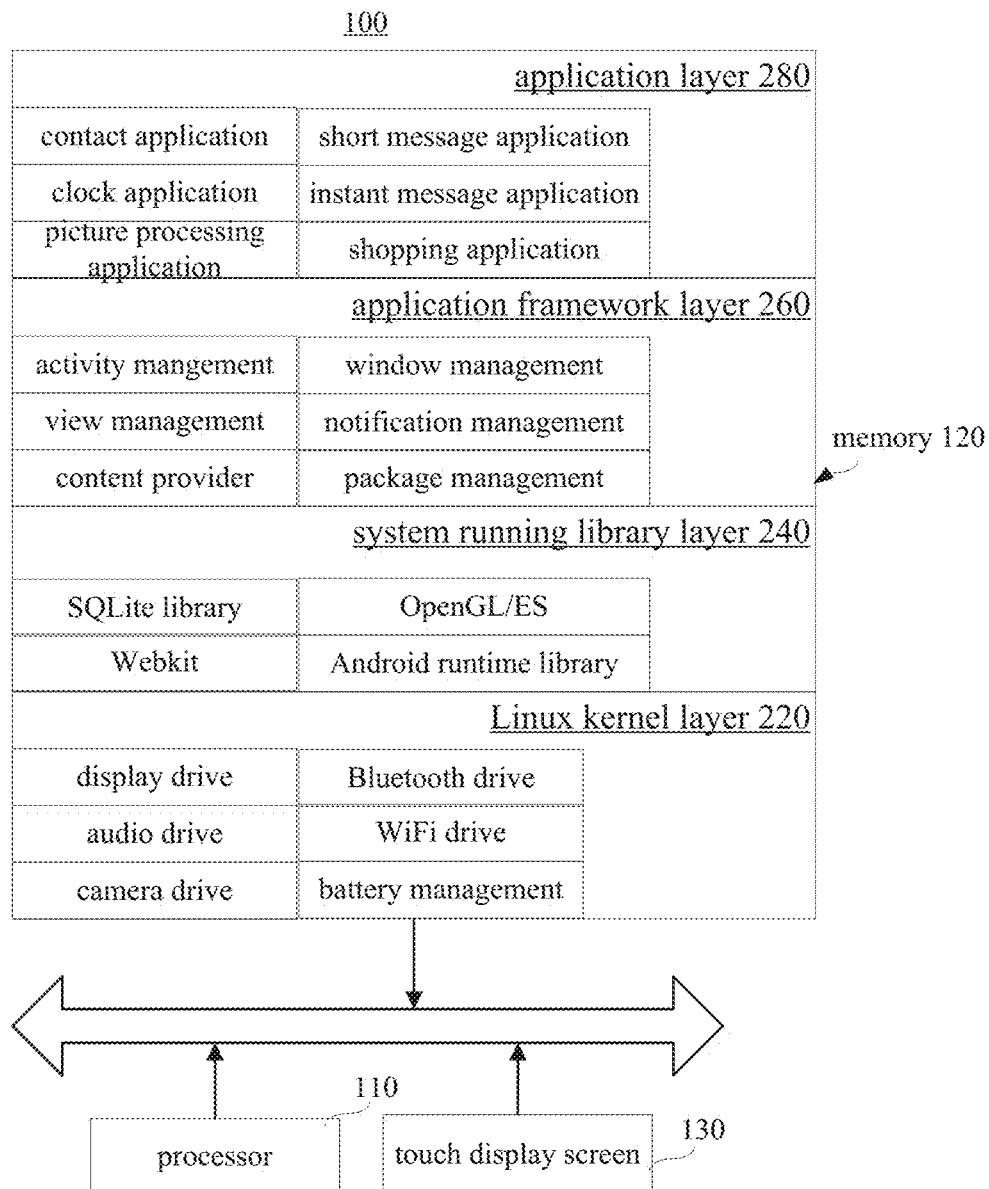 100
application layer 280
contact application
short message application
clock application
instant message application
picture processing
application
shopping application
application framework layer 260
activity mangement
window management
view management
notification management
content provider
package management
memory 120
system running library layer 240
SQLite library
OpenGL/ES
Webkit
Android runtime library
Linux kernel layer 220
display drive
Bluetooth drive
audio drive
WiFi drive
camera drive
battery management
110
processor
touch display screen
130